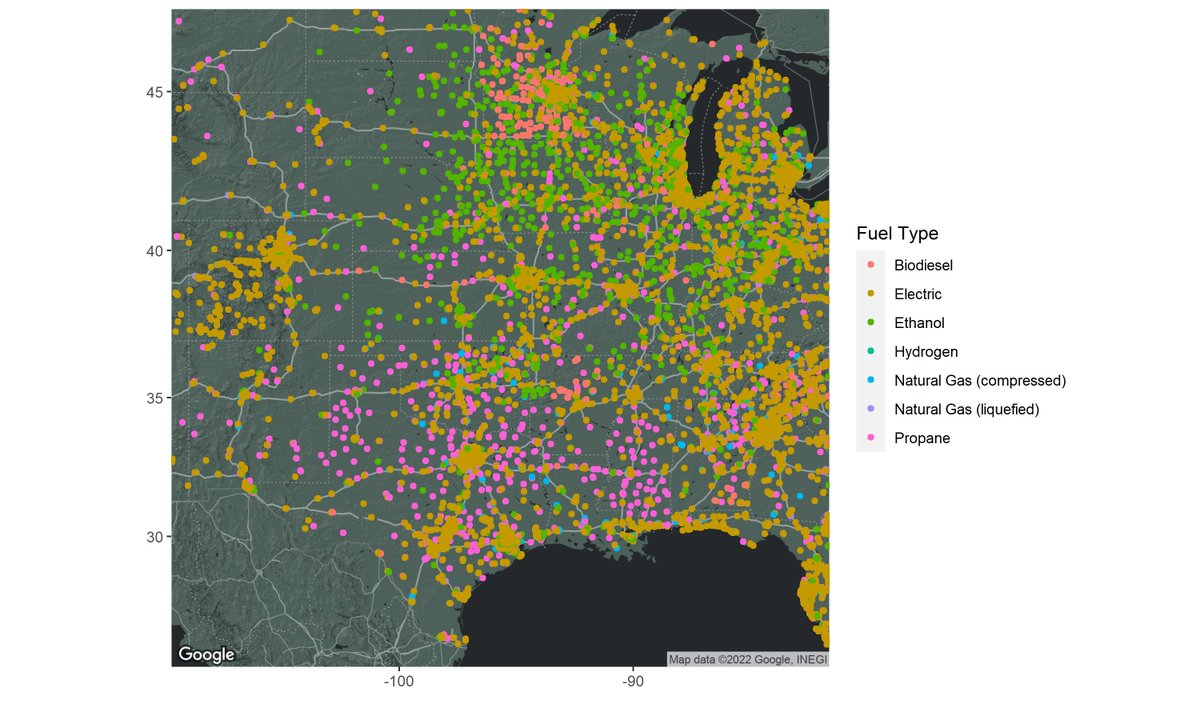 45
40
35
30
-100
-90
Google
Map data ©2022 Google, INEGI
Fuel Type
Biodiesel
Electric
Ethanol
Hydrogen
Natural Gas (compressed)
Natural Gas (liquefied)
Propane